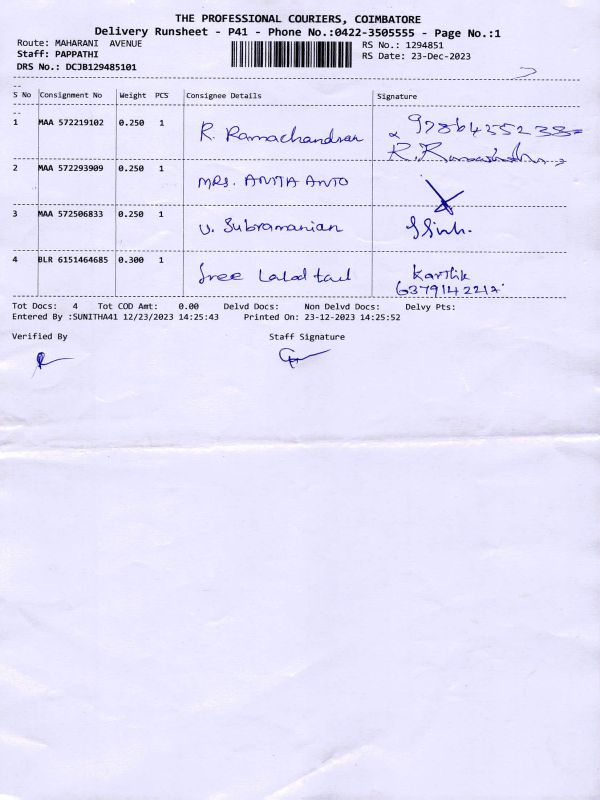 THE PROFESSIONAL COURIERS, COIMBATORE
Delivery Runsheet - P41 - Phone No.:0422-3505555 - Page No.:1
Route: MAHARANI AVENUE RS No.: 1294851
Staff: PAPPATHI RS Date: 23-Dec-2023
DRS No.: DCJB129485101
S No Consignment No Weight PCS Consignee Details Signature
1 MAA 572219102 0.250 1 R. Ramachandran
R.
2 MAA 572293909 0.250 1 MRS. ANITA ANTO
3 MAA 572506833 0.250 1 U. Subramanian
4 BLR 6151464685 0.300 1 Sree Karthik
6379142217
Tot Docs: 4 Tot COD Amt: 0.00 Delvd Docs: Non Delvd Docs: Delvy Pts:
Entered By :SUNITHA41 12/23/2023 14:25:43 Printed On: 23-12-2023 14:25:52
Verified By Staff Signature